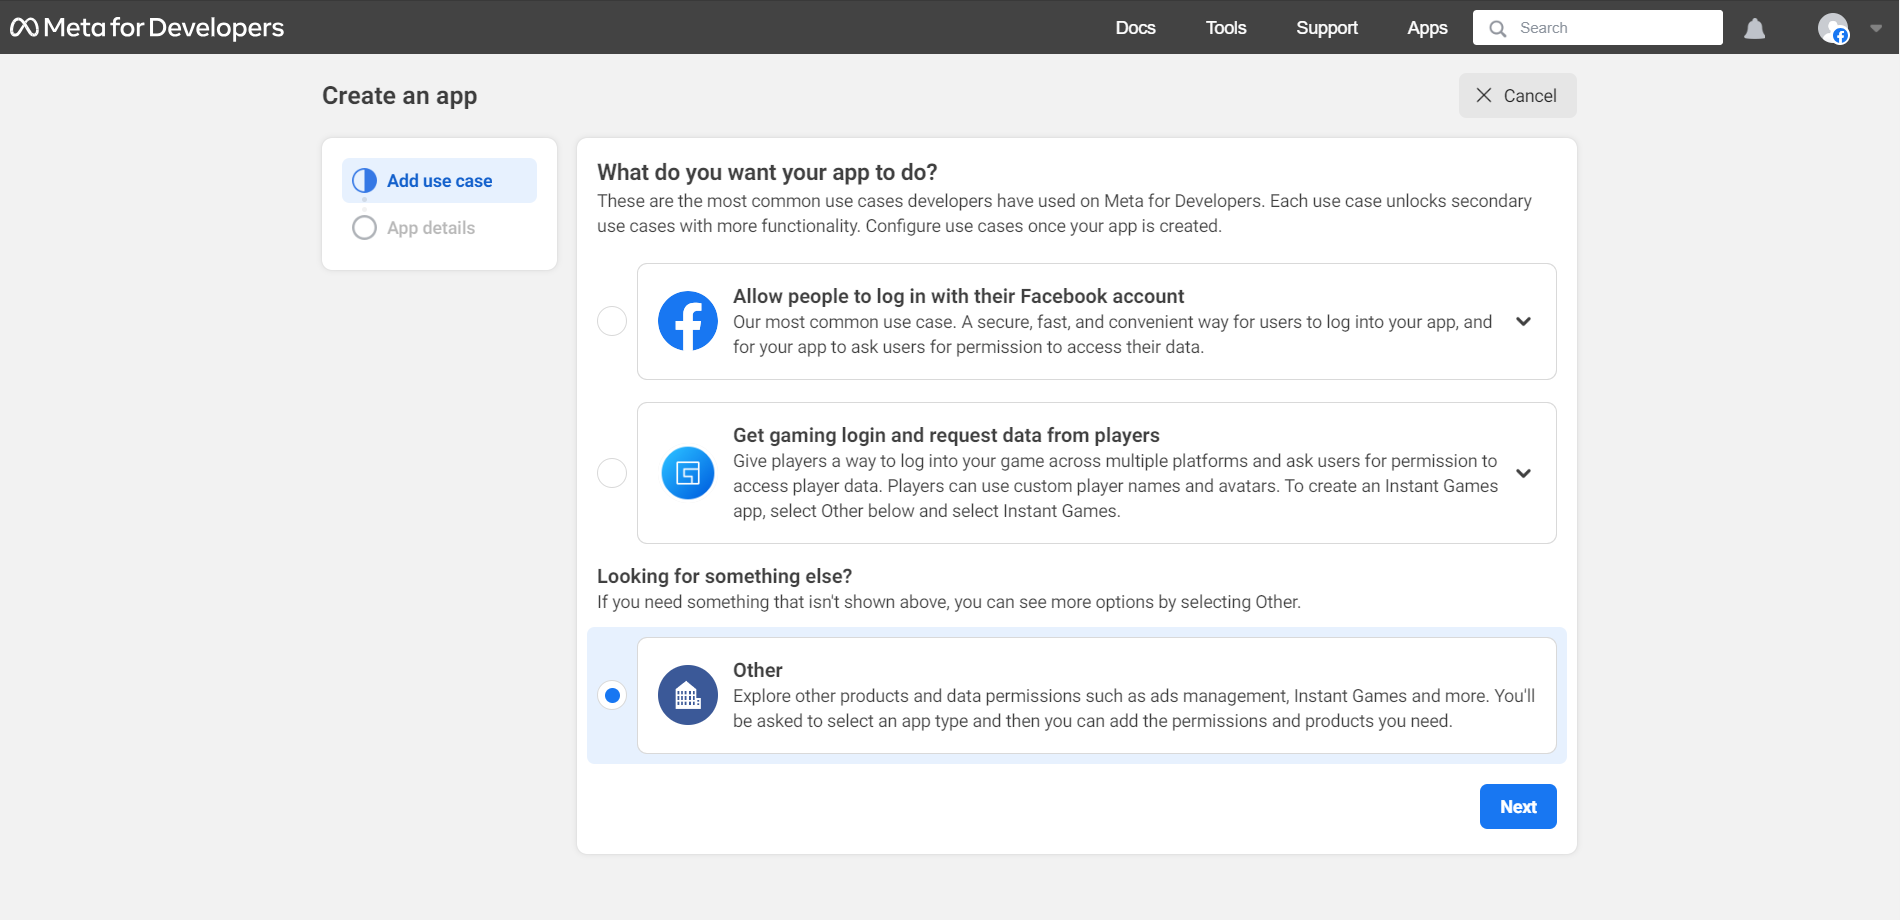 Meta for Developers
Docs
Tools
Support
Apps
Search
Create an app
Cancel
Add use case
App details
What do you want your app to do?
These are the most common use cases developers have used on Meta for Developers. Each use case unlocks secondary
use cases with more functionality. Configure use cases once your app is created.
Allow people to log in with their Facebook account
Our most common use case. A secure, fast, and convenient way for users to log into your app, and
for your app to ask users for permission to access their data.
Get gaming login and request data from players
Give players a way to log into your game across multiple platforms and ask users for permission to
access player data. Players can use custom player names and avatars. To create an Instant Games
app, select Other below and select Instant Games.
Looking for something else?
If you need something that isn't shown above, you can see more options by selecting Other.
Other
Explore other products and data permissions such as ads management, Instant Games and more. You'll
be asked to select an app type and then you can add the permissions and products you need.
Next